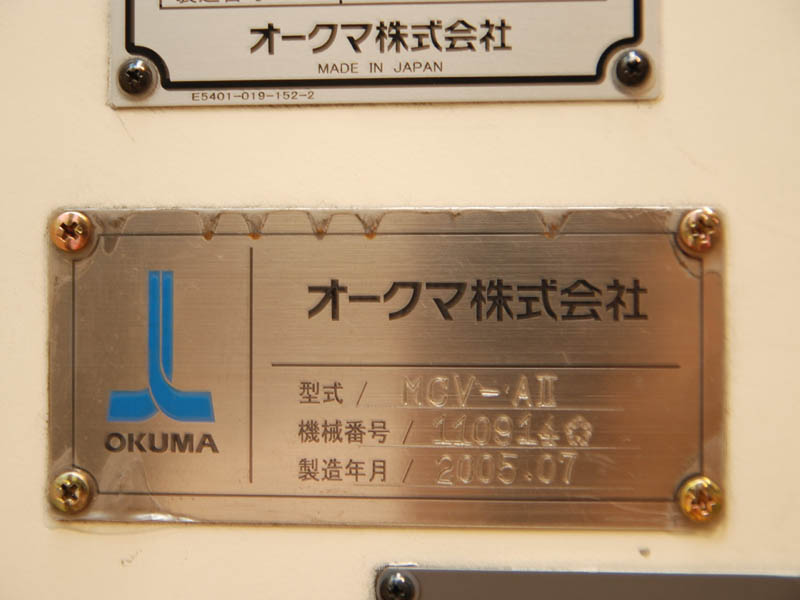 オークマ株式会社
MADE IN JAPAN
E5401-019-152-2
オークマ株式会社
OKUMA
型式 / MCV-AⅡ
機械番号 / 110914
製造年月 / 2005.07